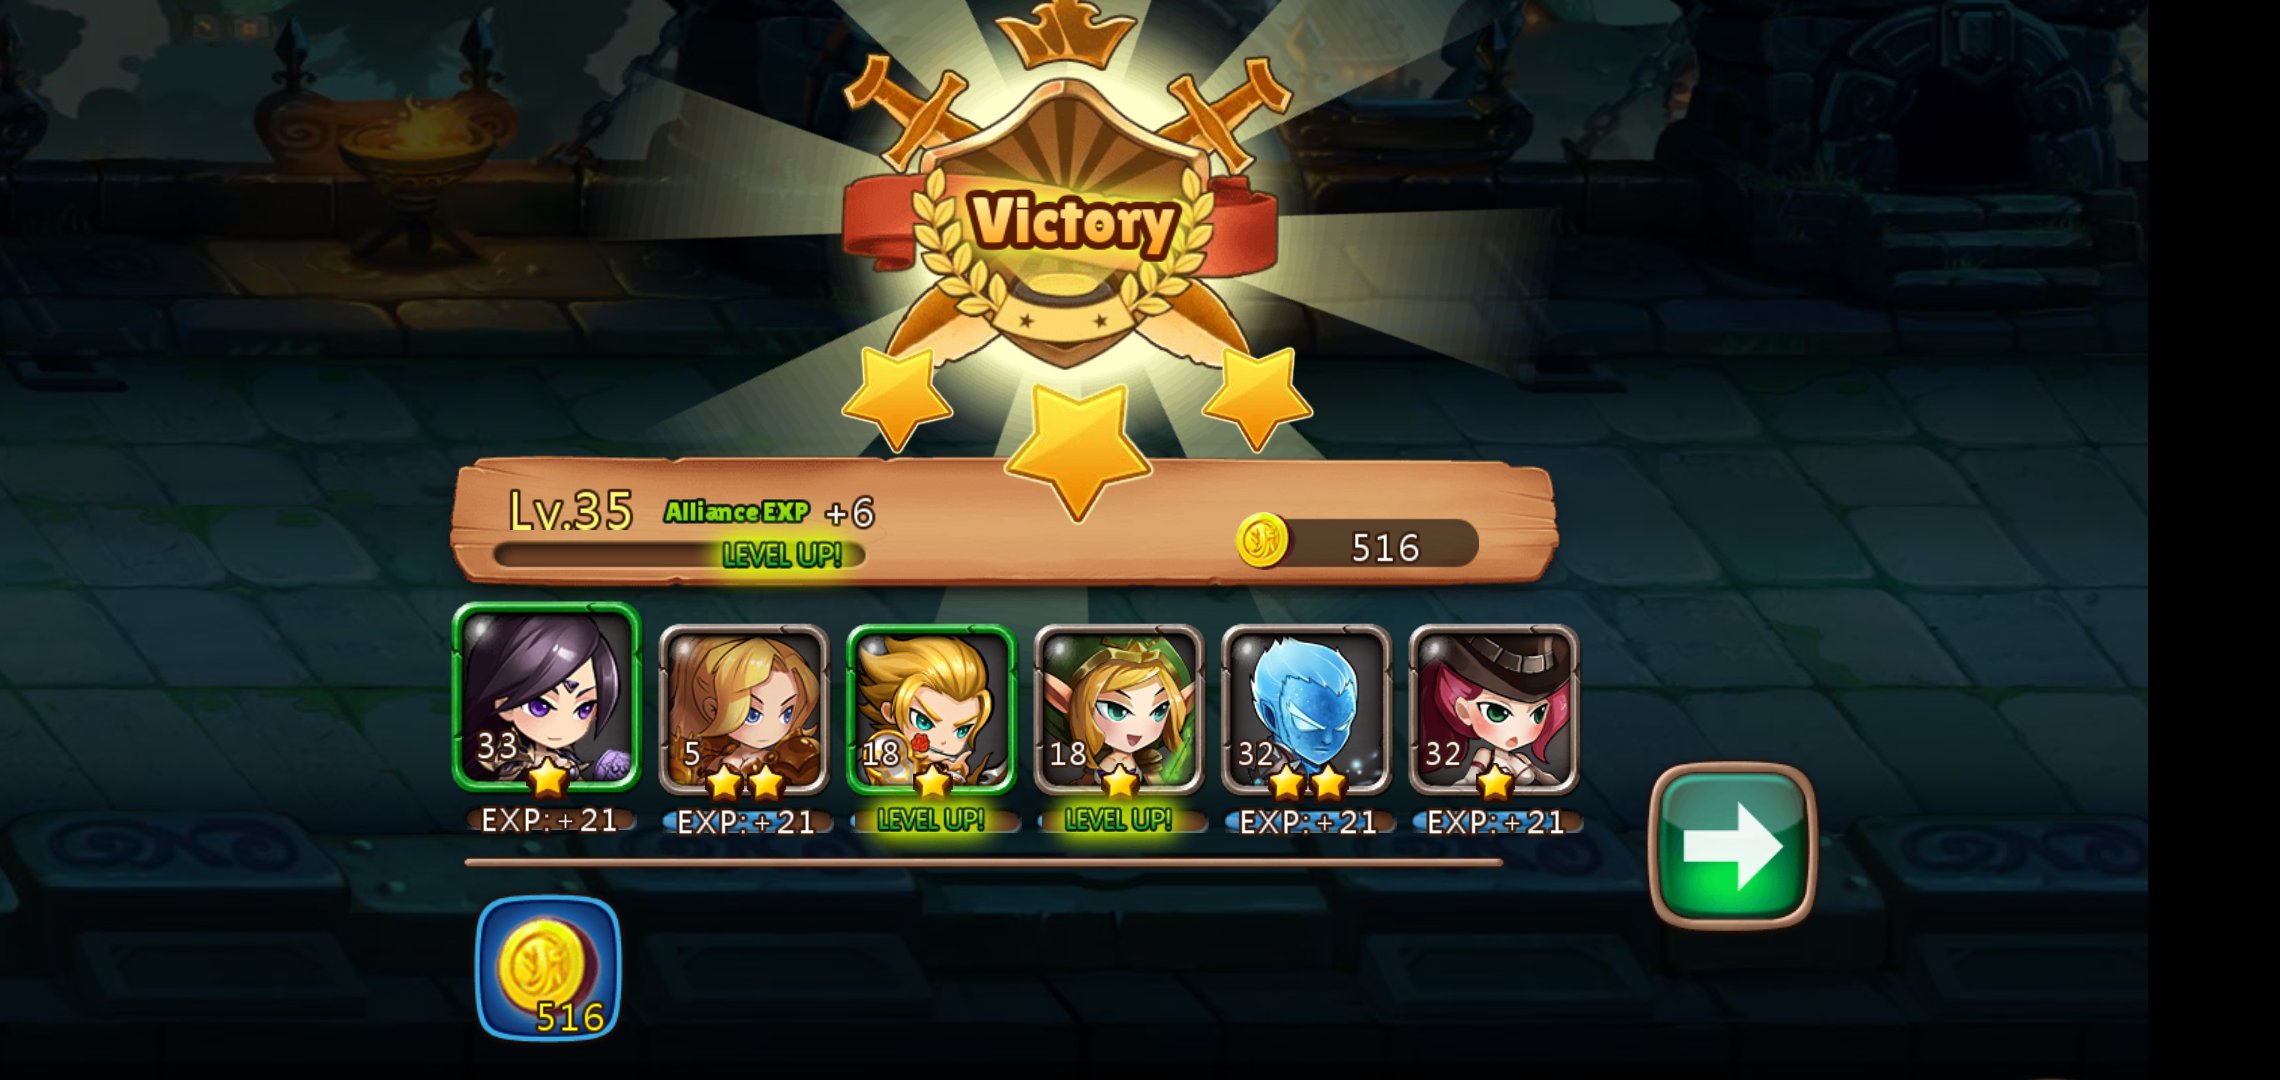 Victory
Lv.35 Alliance EXP +6
LEVEL UP!
516
33 5 18 18 32 32
EXP:+21 EXP:+21 LEVEL UP! LEVEL UP! EXP:+21 EXP:+21
516